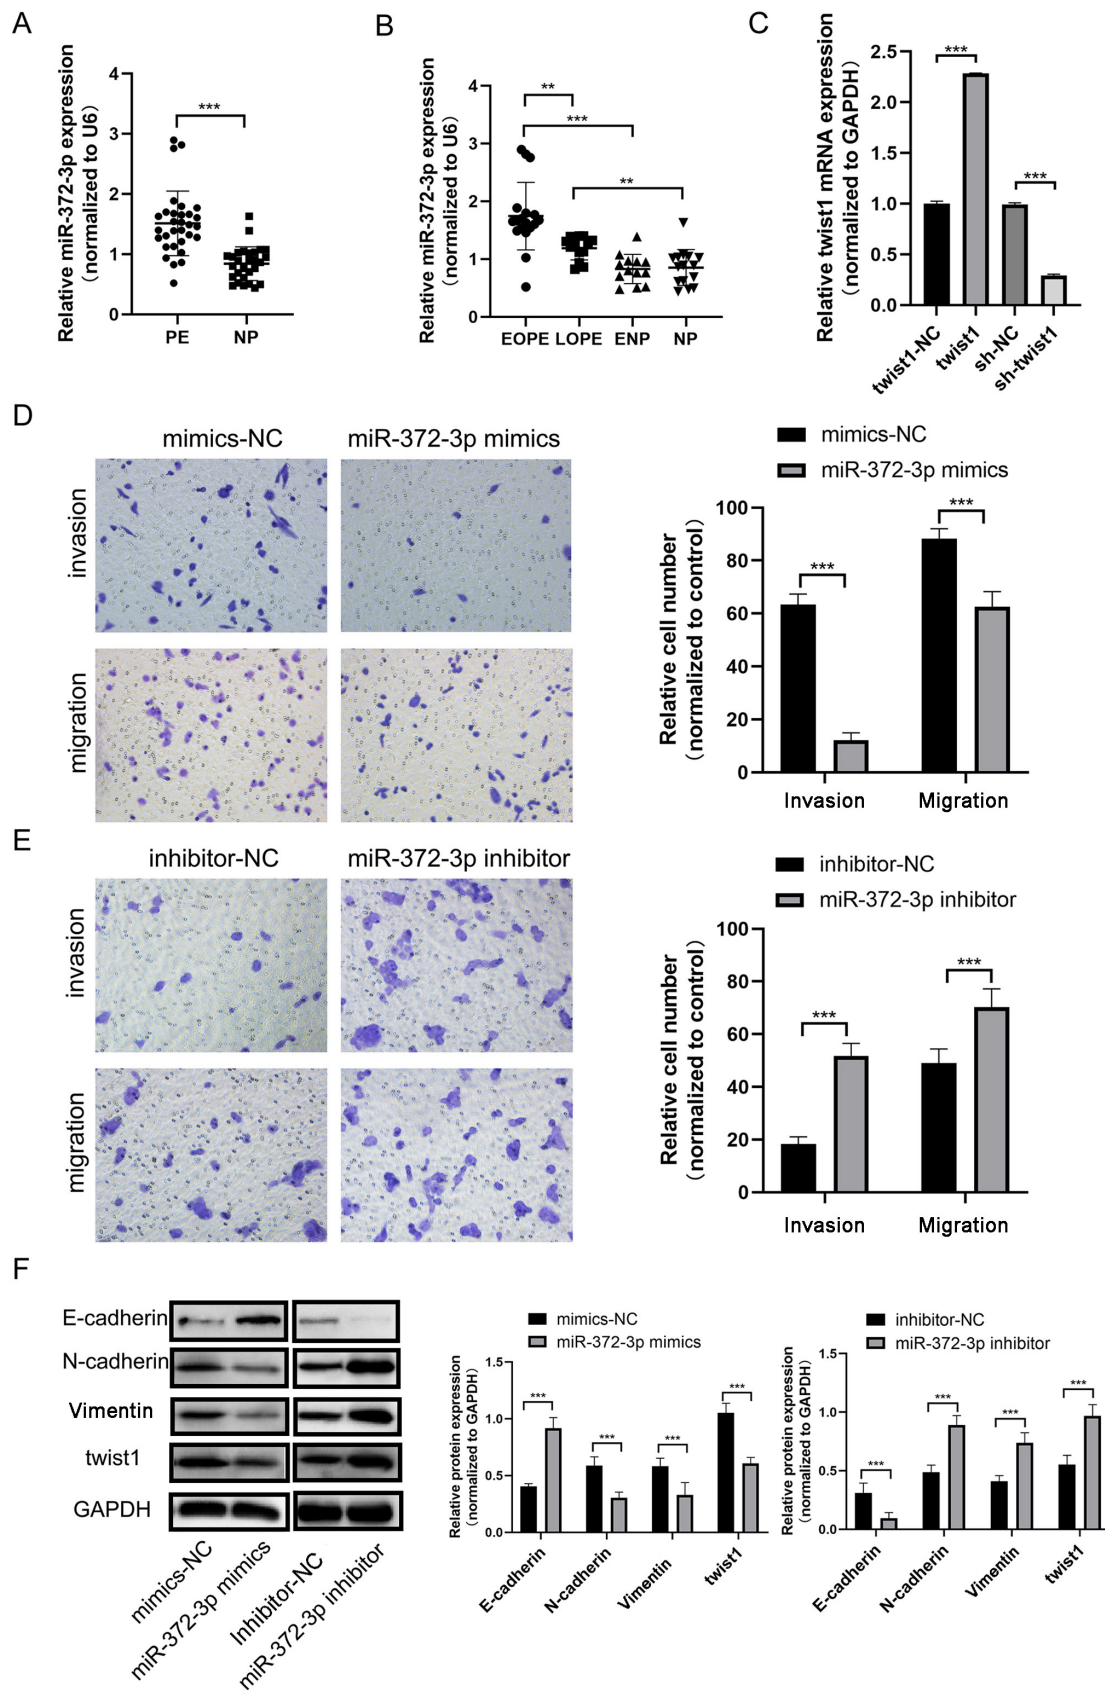 A
Relative miR-372-3p expression
(normalized to U6)
4
3
2
1
0
***
PE NP
B
Relative miR-372-3p expression
(normalized to U6)
4
3
2
1
0
**
***
**
EOPE LOPE ENP NP
C
Relative twist1 mRNA expression
(normalized to GAPDH)
2.5
2.0
1.5
1.0
0.5
0.0
***
***
twist1-NC
twist1
sh-NC
sh-twist1
D
mimics-NC miR-372-3p mimics
invasion
migration
mimics-NC
miR-372-3p mimics
Relative cell number
(normalized to control)
100
80
60
40
20
0
***
***
Invasion Migration
E
inhibitor-NC miR-372-3p inhibitor
invasion
migration
inhibitor-NC
miR-372-3p inhibitor
Relative cell number
(normalized to control)
100
80
60
40
20
0
***
***
Invasion Migration
F
E-cadherin
N-cadherin
Vimentin
twist1
GAPDH
mimics-NC
miR-372-3p mimics
Inhibitor-NC
miR-372-3p inhibitor
mimics-NC
miR-372-3p mimics
Relative protein expression
(normalized to GAPDH)
1.5
1.0
0.5
0.0
***
***
***
***
E-cadherin
N-cadherin
Vimentin
twist1
inhibitor-NC
miR-372-3p inhibitor
Relative protein expression
(normalized to GAPDH)
1.5
1.0
0.5
0.0
***
***
***
***
E-cadherin
N-cadherin
Vimentin
twist1